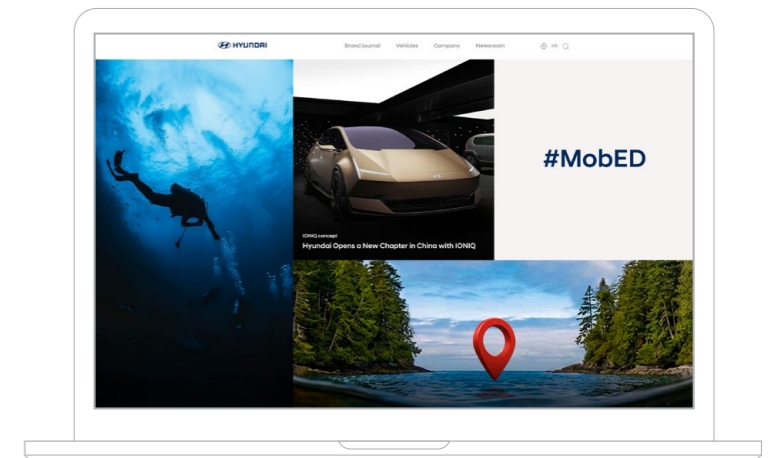 HYUNDAI
Brand Journal Vehicles Company Newsroom
#MobED
IONIQ concept
Hyundai Opens a New Chapter in China with IONIQ